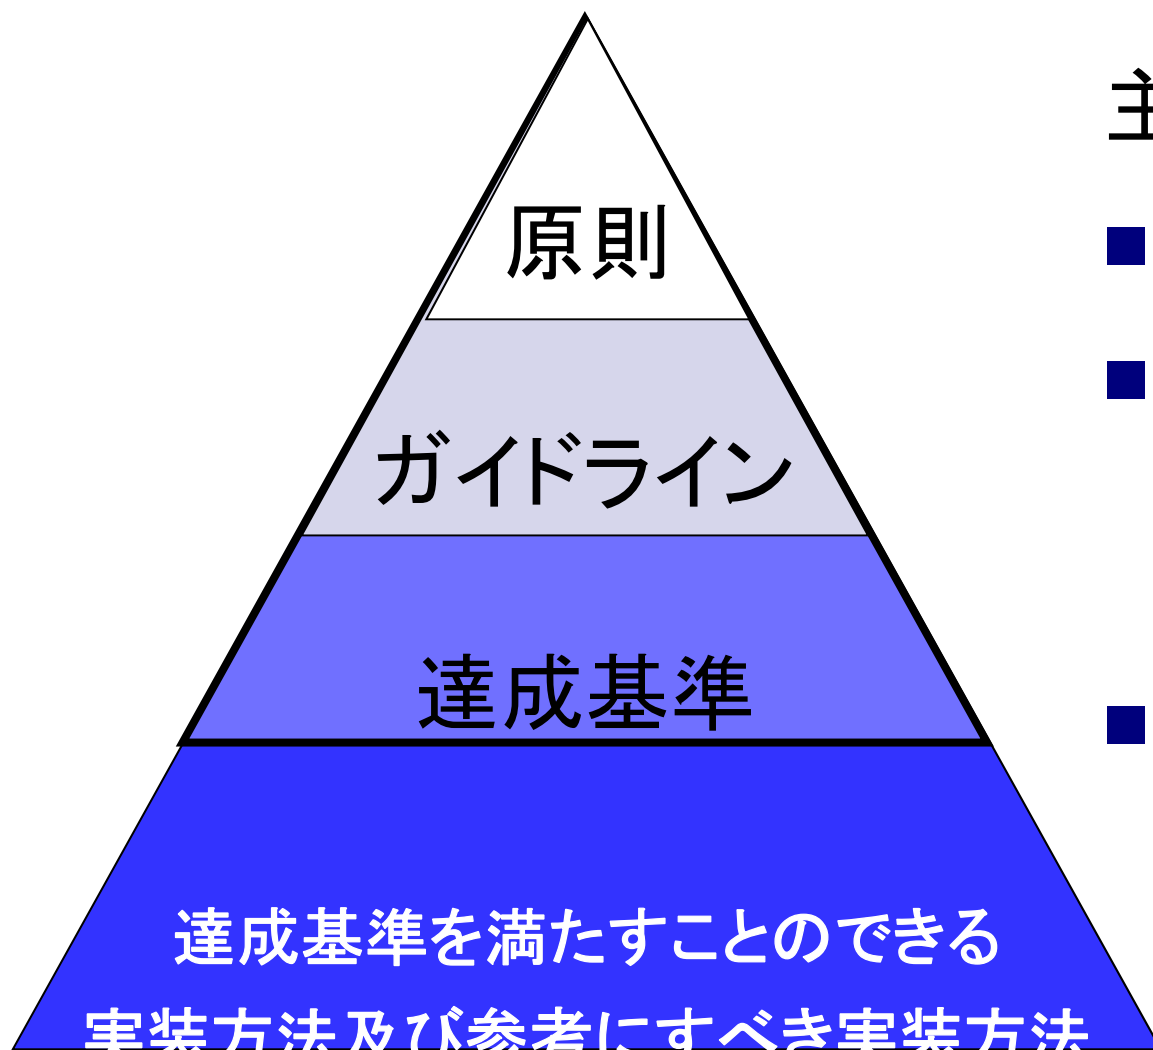 原則
ガイドライン
達成基準
達成基準を満たすことのできる
実装方法及び参考にすべき実装方法
主